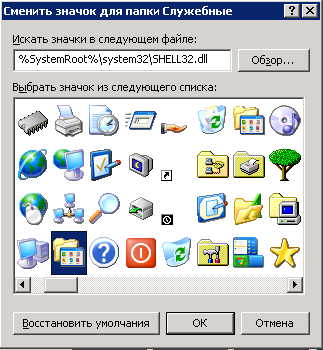 Сменить значок для папки Служебные
Искать значки в следующем файле:
%SystemRoot%\system32\SHELL32.dll
Обзор...
Выбрать значок из следующего списка:
Восстановить умолчания
ОК
Отмена